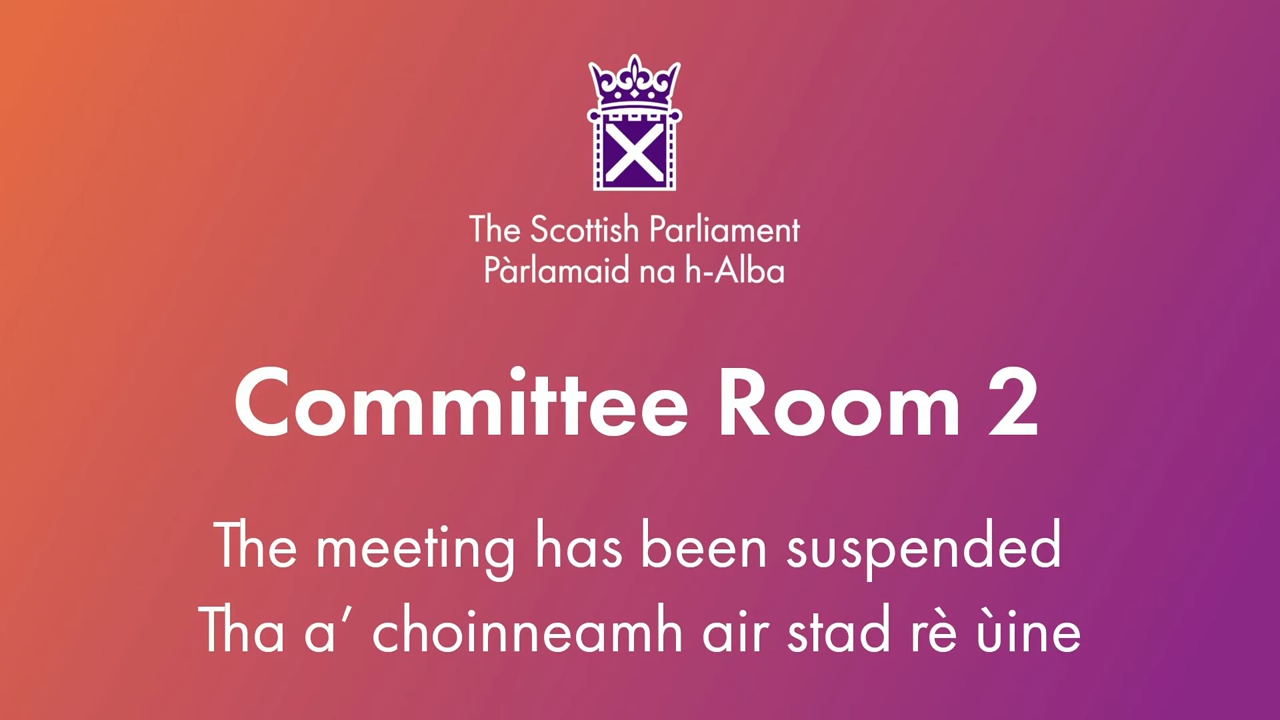 The Scottish Parliament
Pàrlamaid na h-Alba
Committee Room 2
The meeting has been suspended
Tha a’ choinneamh air stad rè ùine